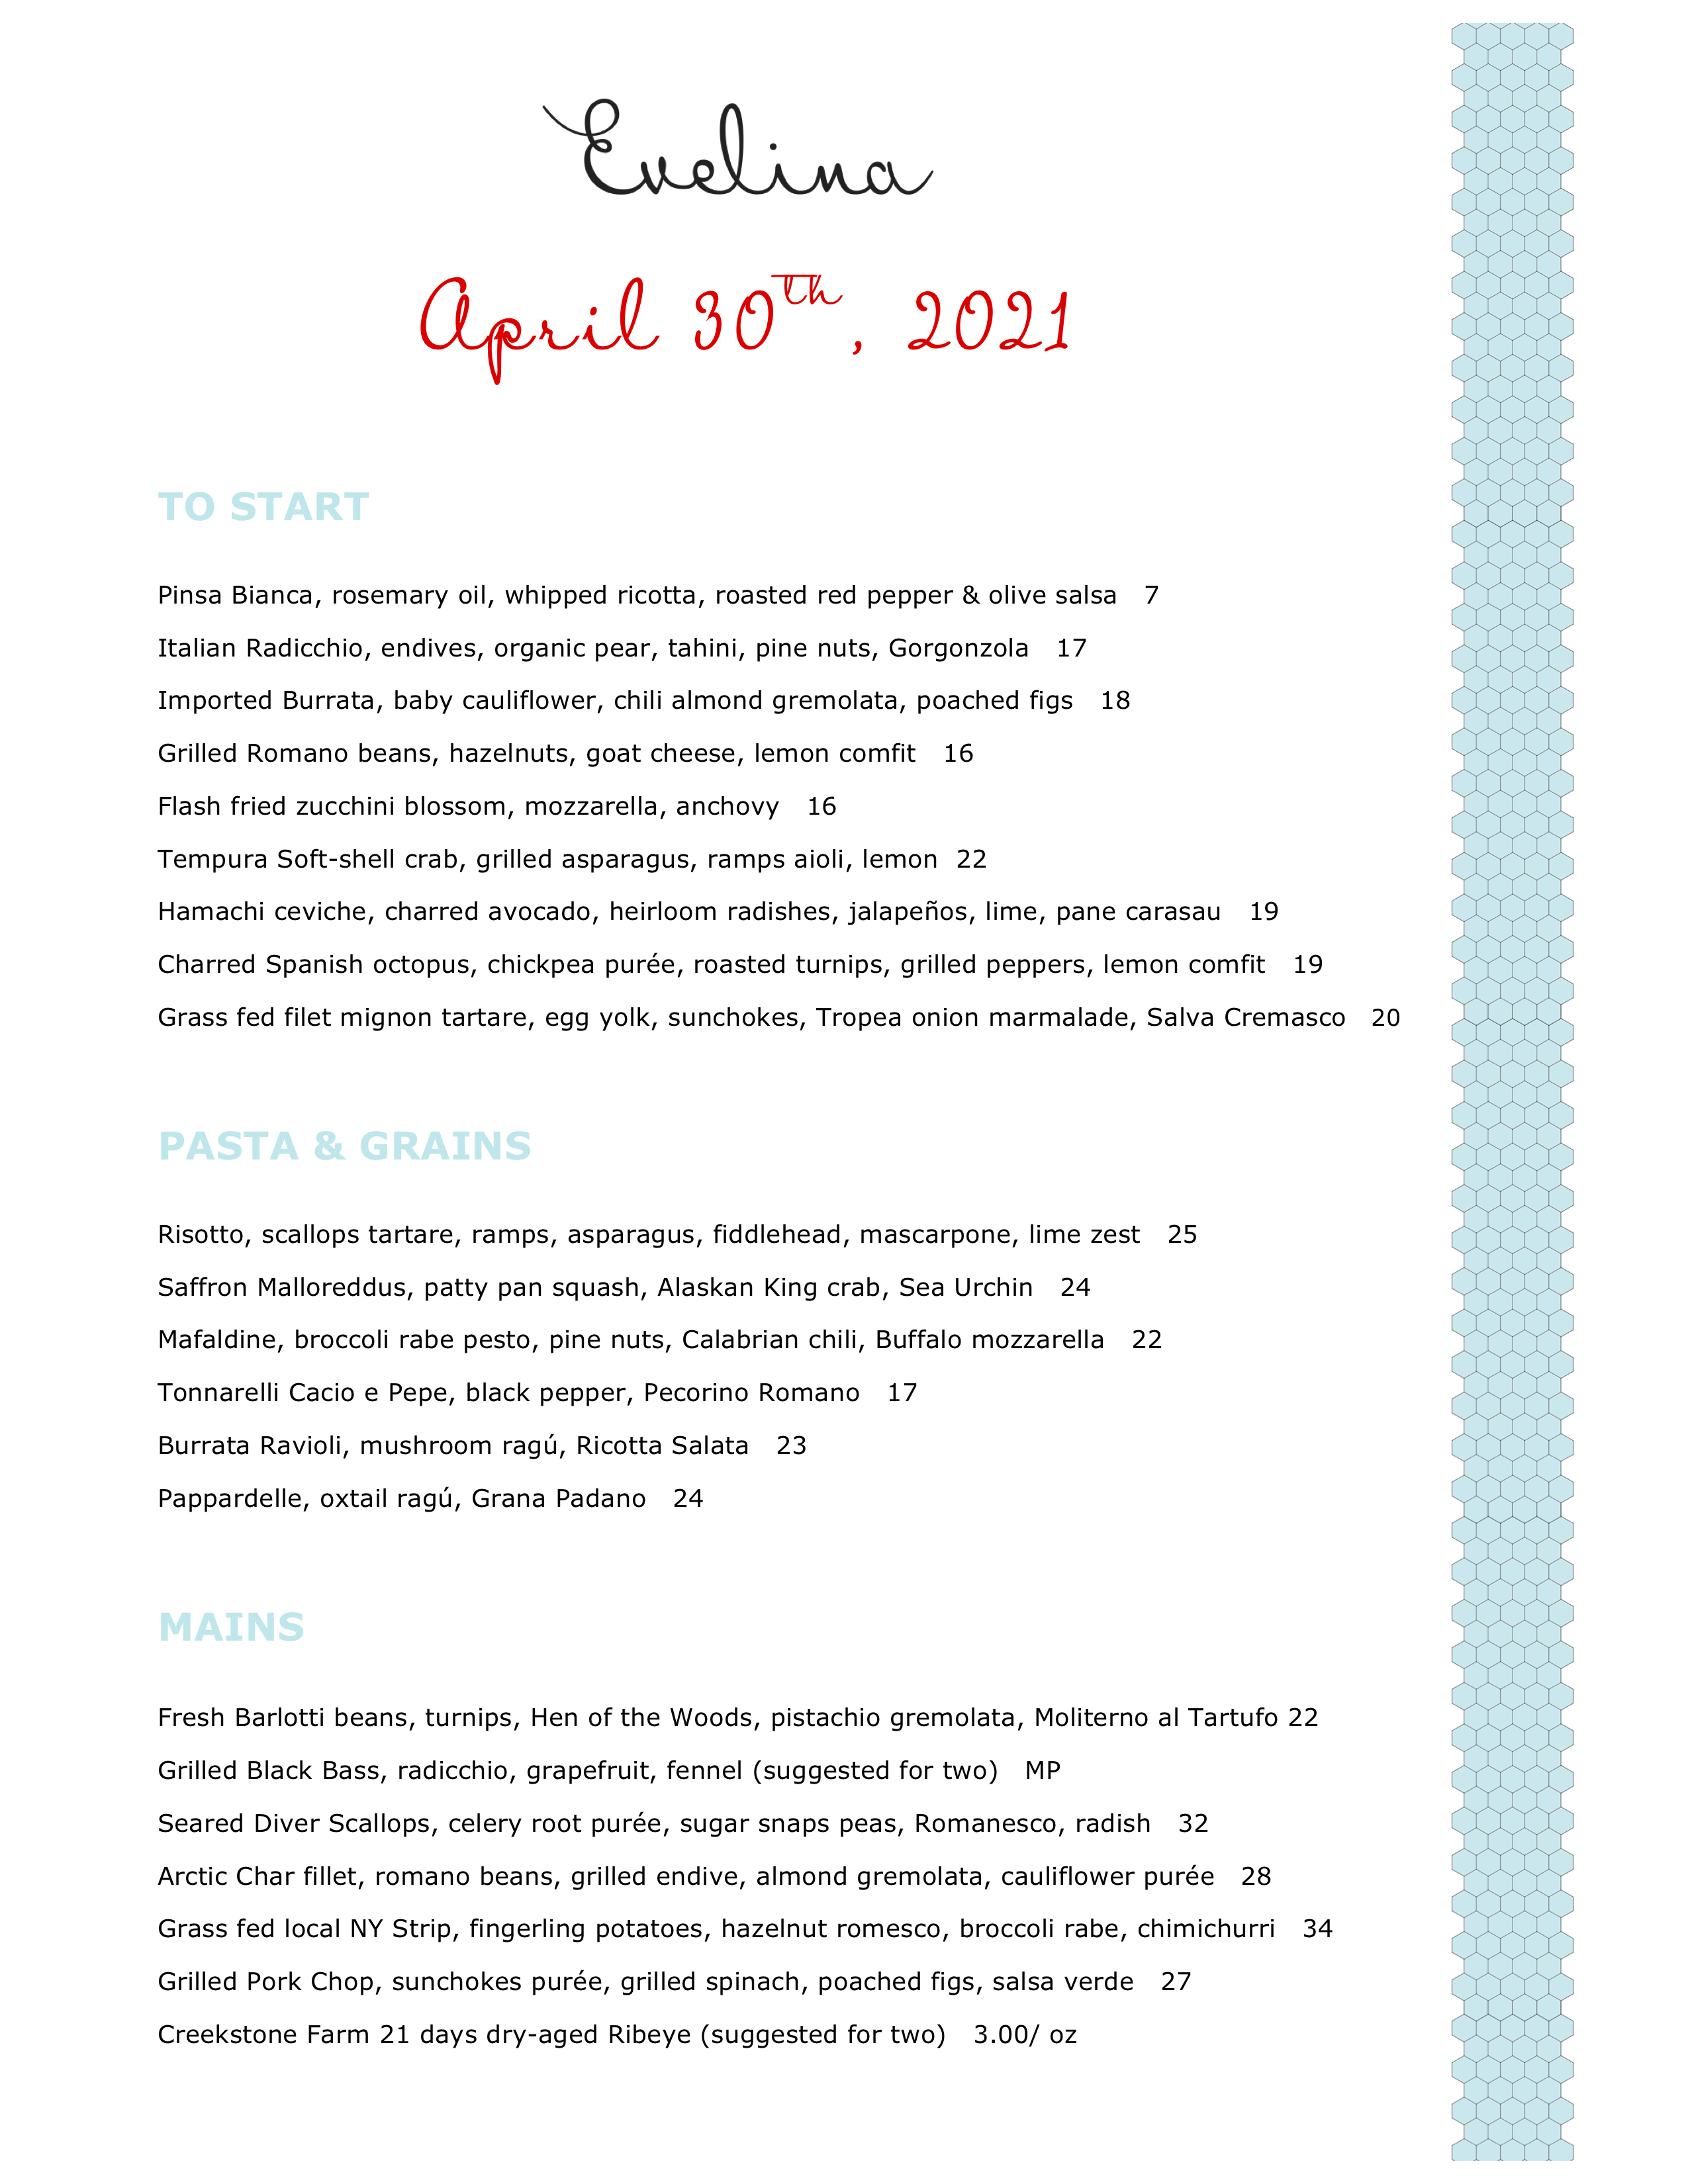 Evelina
April 30th, 2021
TO START
Pinsa Bianca, rosemary oil, whipped ricotta, roasted red pepper & olive salsa 7
Italian Radicchio, endives, organic pear, tahini, pine nuts, Gorgonzola 17
Imported Burrata, baby cauliflower, chili almond gremolata, poached figs 18
Grilled Romano beans, hazelnuts, goat cheese, lemon comfit 16
Flash fried zucchini blossom, mozzarella, anchovy 16
Tempura Soft-shell crab, grilled asparagus, ramps aioli, lemon 22
Hamachi ceviche, charred avocado, heirloom radishes, jalapeños, lime, pane carasau 19
Charred Spanish octopus, chickpea purée, roasted turnips, grilled peppers, lemon comfit 19
Grass fed filet mignon tartare, egg yolk, sunchokes, Tropea onion marmalade, Salva Cremasco 20
PASTA & GRAINS
Risotto, scallops tartare, ramps, asparagus, fiddlehead, mascarpone, lime zest 25
Saffron Malloreddus, patty pan squash, Alaskan King crab, Sea Urchin 24
Mafaldine, broccoli rabe pesto, pine nuts, Calabrian chili, Buffalo mozzarella 22
Tonnarelli Cacio e Pepe, black pepper, Pecorino Romano 17
Burrata Ravioli, mushroom ragú, Ricotta Salata 23
Pappardelle, oxtail ragú, Grana Padano 24
MAINS
Fresh Barlotti beans, turnips, Hen of the Woods, pistachio gremolata, Moliterno al Tartufo 22
Grilled Black Bass, radicchio, grapefruit, fennel (suggested for two) MP
Seared Diver Scallops, celery root purée, sugar snaps peas, Romanesco, radish 32
Arctic Char fillet, romano beans, grilled endive, almond gremolata, cauliflower purée 28
Grass fed local NY Strip, fingerling potatoes, hazelnut romesco, broccoli rabe, chimichurri 34
Grilled Pork Chop, sunchokes purée, grilled spinach, poached figs, salsa verde 27
Creekstone Farm 21 days dry-aged Ribeye (suggested for two) 3.00/ oz